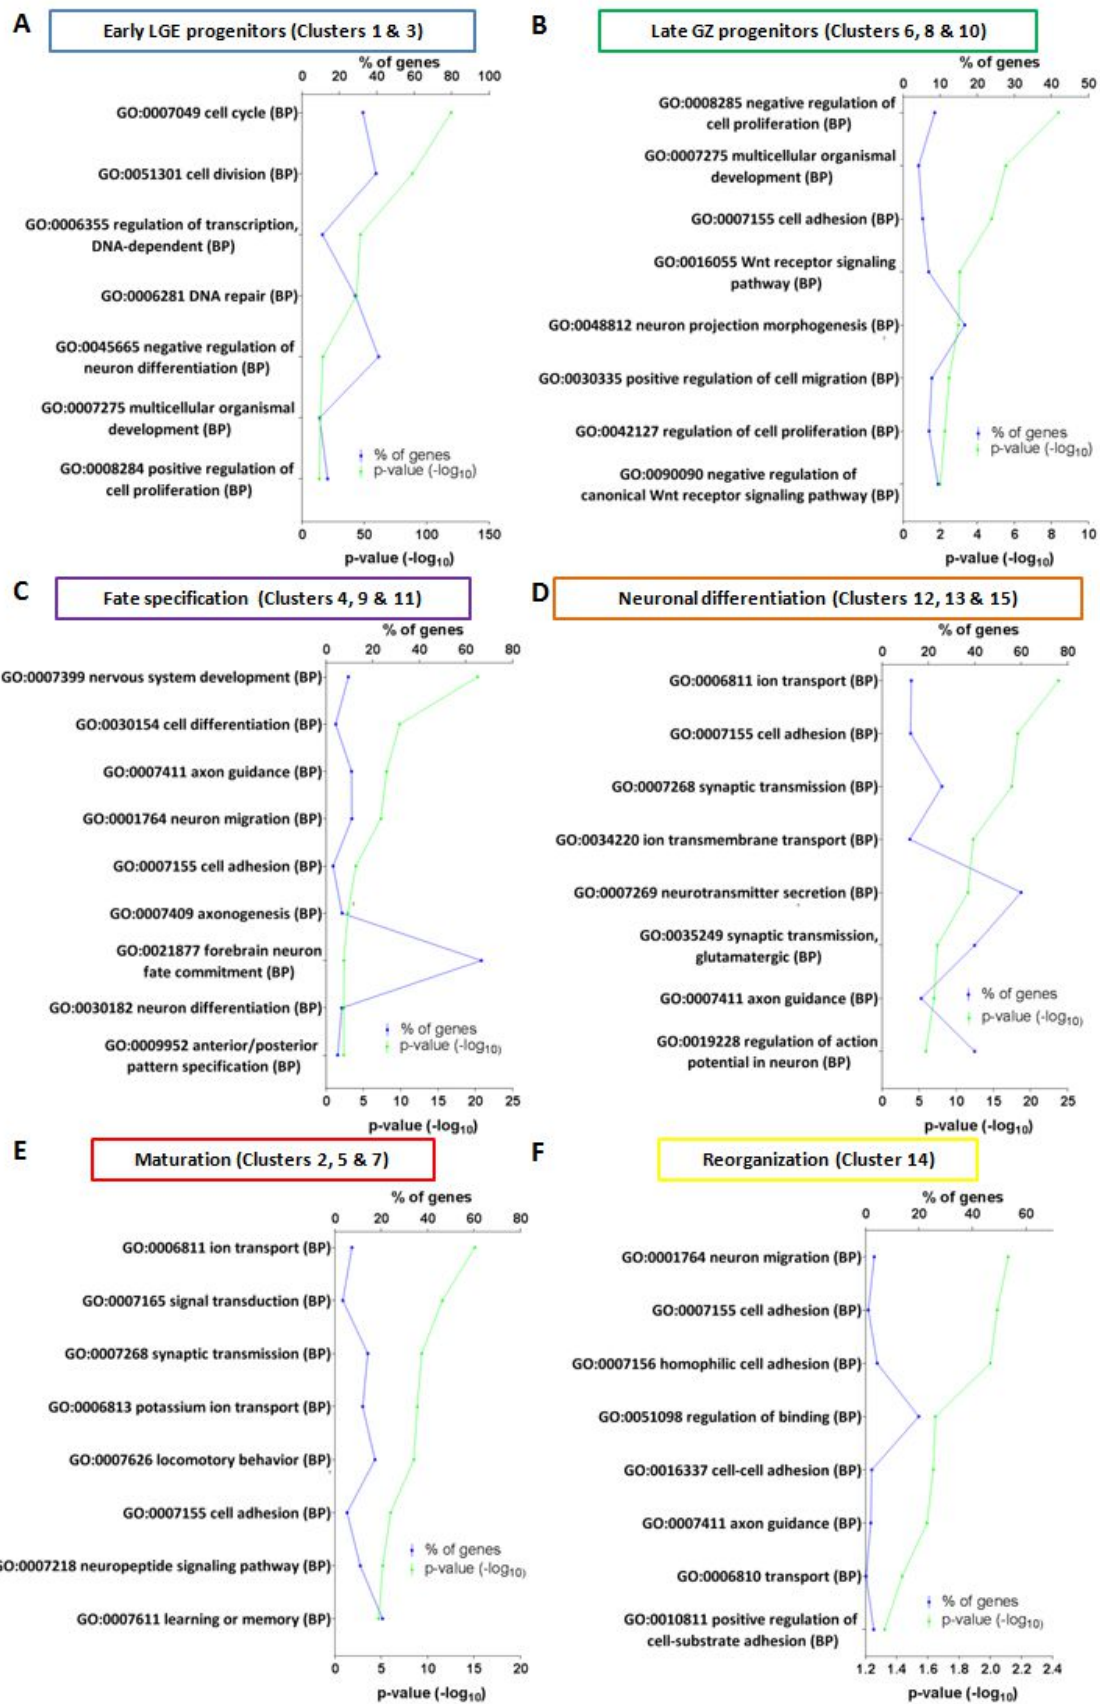 A
Early LGE progenitors (Clusters 1 & 3)
% of genes
0 20 40 60 80 100
GO:0007049 cell cycle (BP)
GO:0051301 cell division (BP)
GO:0006355 regulation of transcription,
DNA-dependent (BP)
GO:0006281 DNA repair (BP)
GO:0045665 negative regulation of
neuron differentiation (BP)
GO:0007275 multicellular organismal
development (BP)
GO:0008284 positive regulation of
cell proliferation (BP)
% of genes
p-value (-log10)
0 50 100 150
p-value (-log10)
B
Late GZ progenitors (Clusters 6, 8 & 10)
% of genes
0 10 20 30 40 50
GO:0008285 negative regulation of
cell proliferation (BP)
GO:0007275 multicellular organismal
development (BP)
GO:0007155 cell adhesion (BP)
GO:0016055 Wnt receptor signaling
pathway (BP)
GO:0048812 neuron projection morphogenesis (BP)
GO:0030335 positive regulation of cell migration (BP)
GO:0042127 regulation of cell proliferation (BP)
GO:0090090 negative regulation of
canonical Wnt receptor signaling pathway (BP)
% of genes
p-value (-log10)
0 2 4 6 8 10
p-value (-log10)
C
Fate specification (Clusters 4, 9 & 11)
% of genes
0 20 40 60 80
GO:0007399 nervous system development (BP)
GO:0030154 cell differentiation (BP)
GO:0007411 axon guidance (BP)
GO:0001764 neuron migration (BP)
GO:0007155 cell adhesion (BP)
GO:0007409 axonogenesis (BP)
GO:0021877 forebrain neuron
fate commitment (BP)
GO:0030182 neuron differentiation (BP)
GO:0009952 anterior/posterior
pattern specification (BP)
% of genes
p-value (-log10)
0 5 10 15 20 25
p-value (-log10)
D
Neuronal differentiation (Clusters 12, 13 & 15)
% of genes
0 20 40 60 80
GO:0006811 ion transport (BP)
GO:0007155 cell adhesion (BP)
GO:0007268 synaptic transmission (BP)
GO:0034220 ion transmembrane transport (BP)
GO:0007269 neurotransmitter secretion (BP)
GO:0035249 synaptic transmission,
glutamatergic (BP)
GO:0007411 axon guidance (BP)
GO:0019228 regulation of action
potential in neuron (BP)
% of genes
p-value (-log10)
0 5 10 15 20 25
p-value (-log10)
E
Maturation (Clusters 2, 5 & 7)
% of genes
0 20 40 60 80
GO:0006811 ion transport (BP)
GO:0007165 signal transduction (BP)
GO:0007268 synaptic transmission (BP)
GO:0006813 potassium ion transport (BP)
GO:0007626 locomotory behavior (BP)
GO:0007155 cell adhesion (BP)
GO:0007218 neuropeptide signaling pathway (BP)
GO:0007611 learning or memory (BP)
% of genes
p-value (-log10)
0 5 10 15 20
p-value (-log10)
F
Reorganization (Cluster 14)
% of genes
0 20 40 60
GO:0001764 neuron migration (BP)
GO:0007155 cell adhesion (BP)
GO:0007156 homophilic cell adhesion (BP)
GO:0051098 regulation of binding (BP)
GO:0016337 cell-cell adhesion (BP)
GO:0007411 axon guidance (BP)
GO:0006810 transport (BP)
GO:0010811 positive regulation of
cell-substrate adhesion (BP)
% of genes
p-value (-log10)
1.2 1.4 1.6 1.8 2.0 2.2 2.4
p-value (-log10)